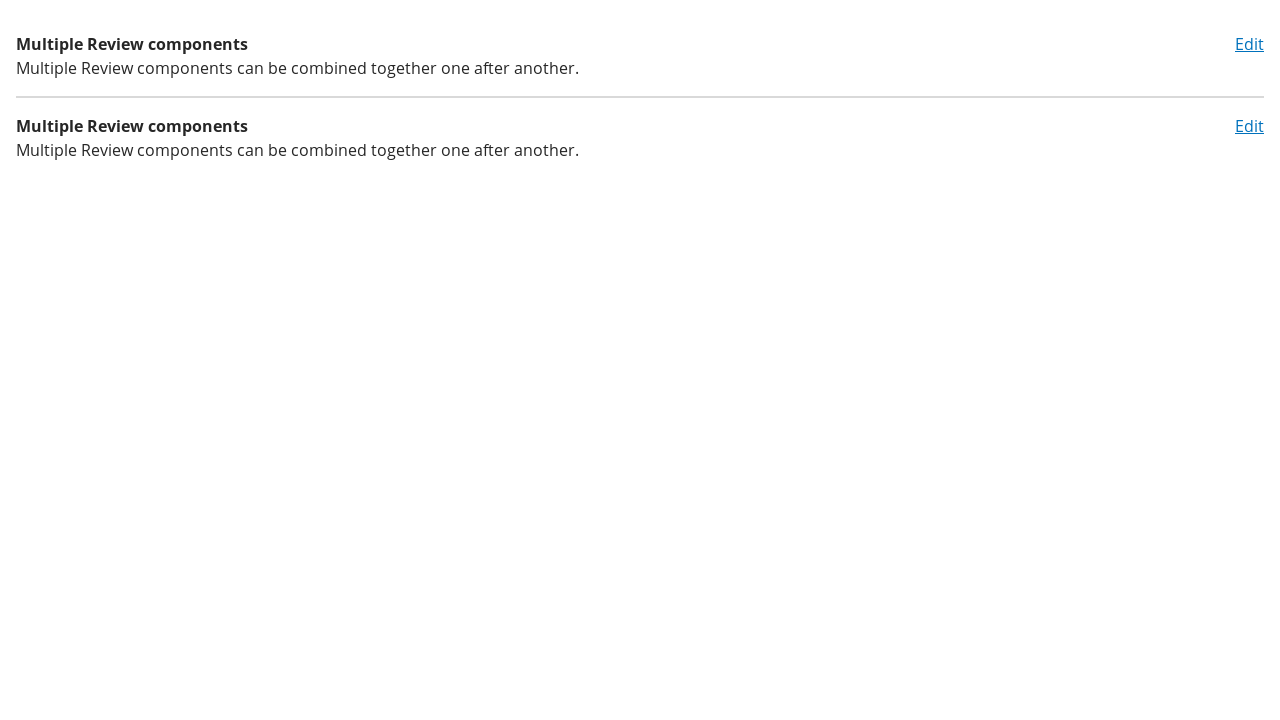 Multiple Review components Edit
Multiple Review components can be combined together one after another.
Multiple Review components Edit
Multiple Review components can be combined together one after another.